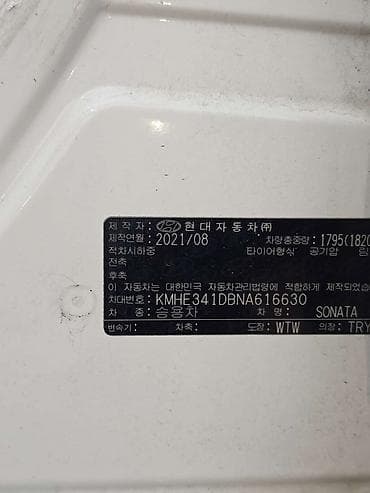 제 작 자 : 현대자동차㈜
제작연월: 2021/08 차량총중량: 1795(1820
적차시하중 타이어형식 공기압 림
전축
후축
이 자동차는 대한민국 자동차관리법령에 적합하게 제작되었습
차대번호: KMHE341DBNA616630
차 종: 승용차 차 명: SONATA
변속기: 차축: 도장: WTW 의장: TRY